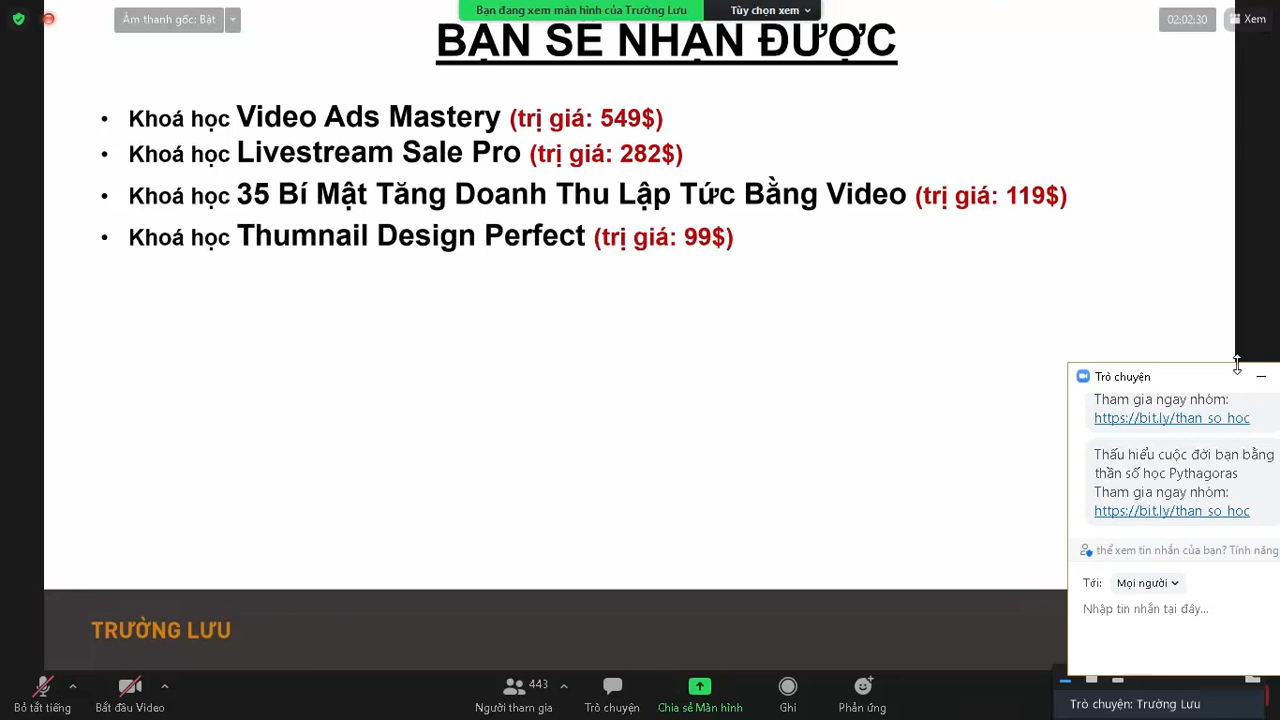 Âm thanh gốc: Bật
Bạn đang xem màn hình của Trường Lưu
Tùy chọn xem
02:02:30
Xem
BẠN SẼ NHẬN ĐƯỢC
• Khoá học Video Ads Mastery (trị giá: 549$)
• Khoá học Livestream Sale Pro (trị giá: 282$)
• Khoá học 35 Bí Mật Tăng Doanh Thu Lập Tức Bằng Video (trị giá: 119$)
• Khoá học Thumnail Design Perfect (trị giá: 99$)
Trò chuyện
Tham gia ngay nhóm:
https://bit.ly/than_so_hoc
Thấu hiểu cuộc đời bạn bằng
thần số học Pythagoras
Tham gia ngay nhóm:
https://bit.ly/than_so_hoc
thể xem tin nhắn của bạn? Tính năng
Tới: Mọi người
Nhập tin nhắn tại đây...
TRƯỜNG LƯU
Bỏ tắt tiếng
Bắt đầu Video
443
Người tham gia
Trò chuyện
Chia sẻ Màn hình
Ghi
Phản ứng
Trò chuyện: Trường Lưu